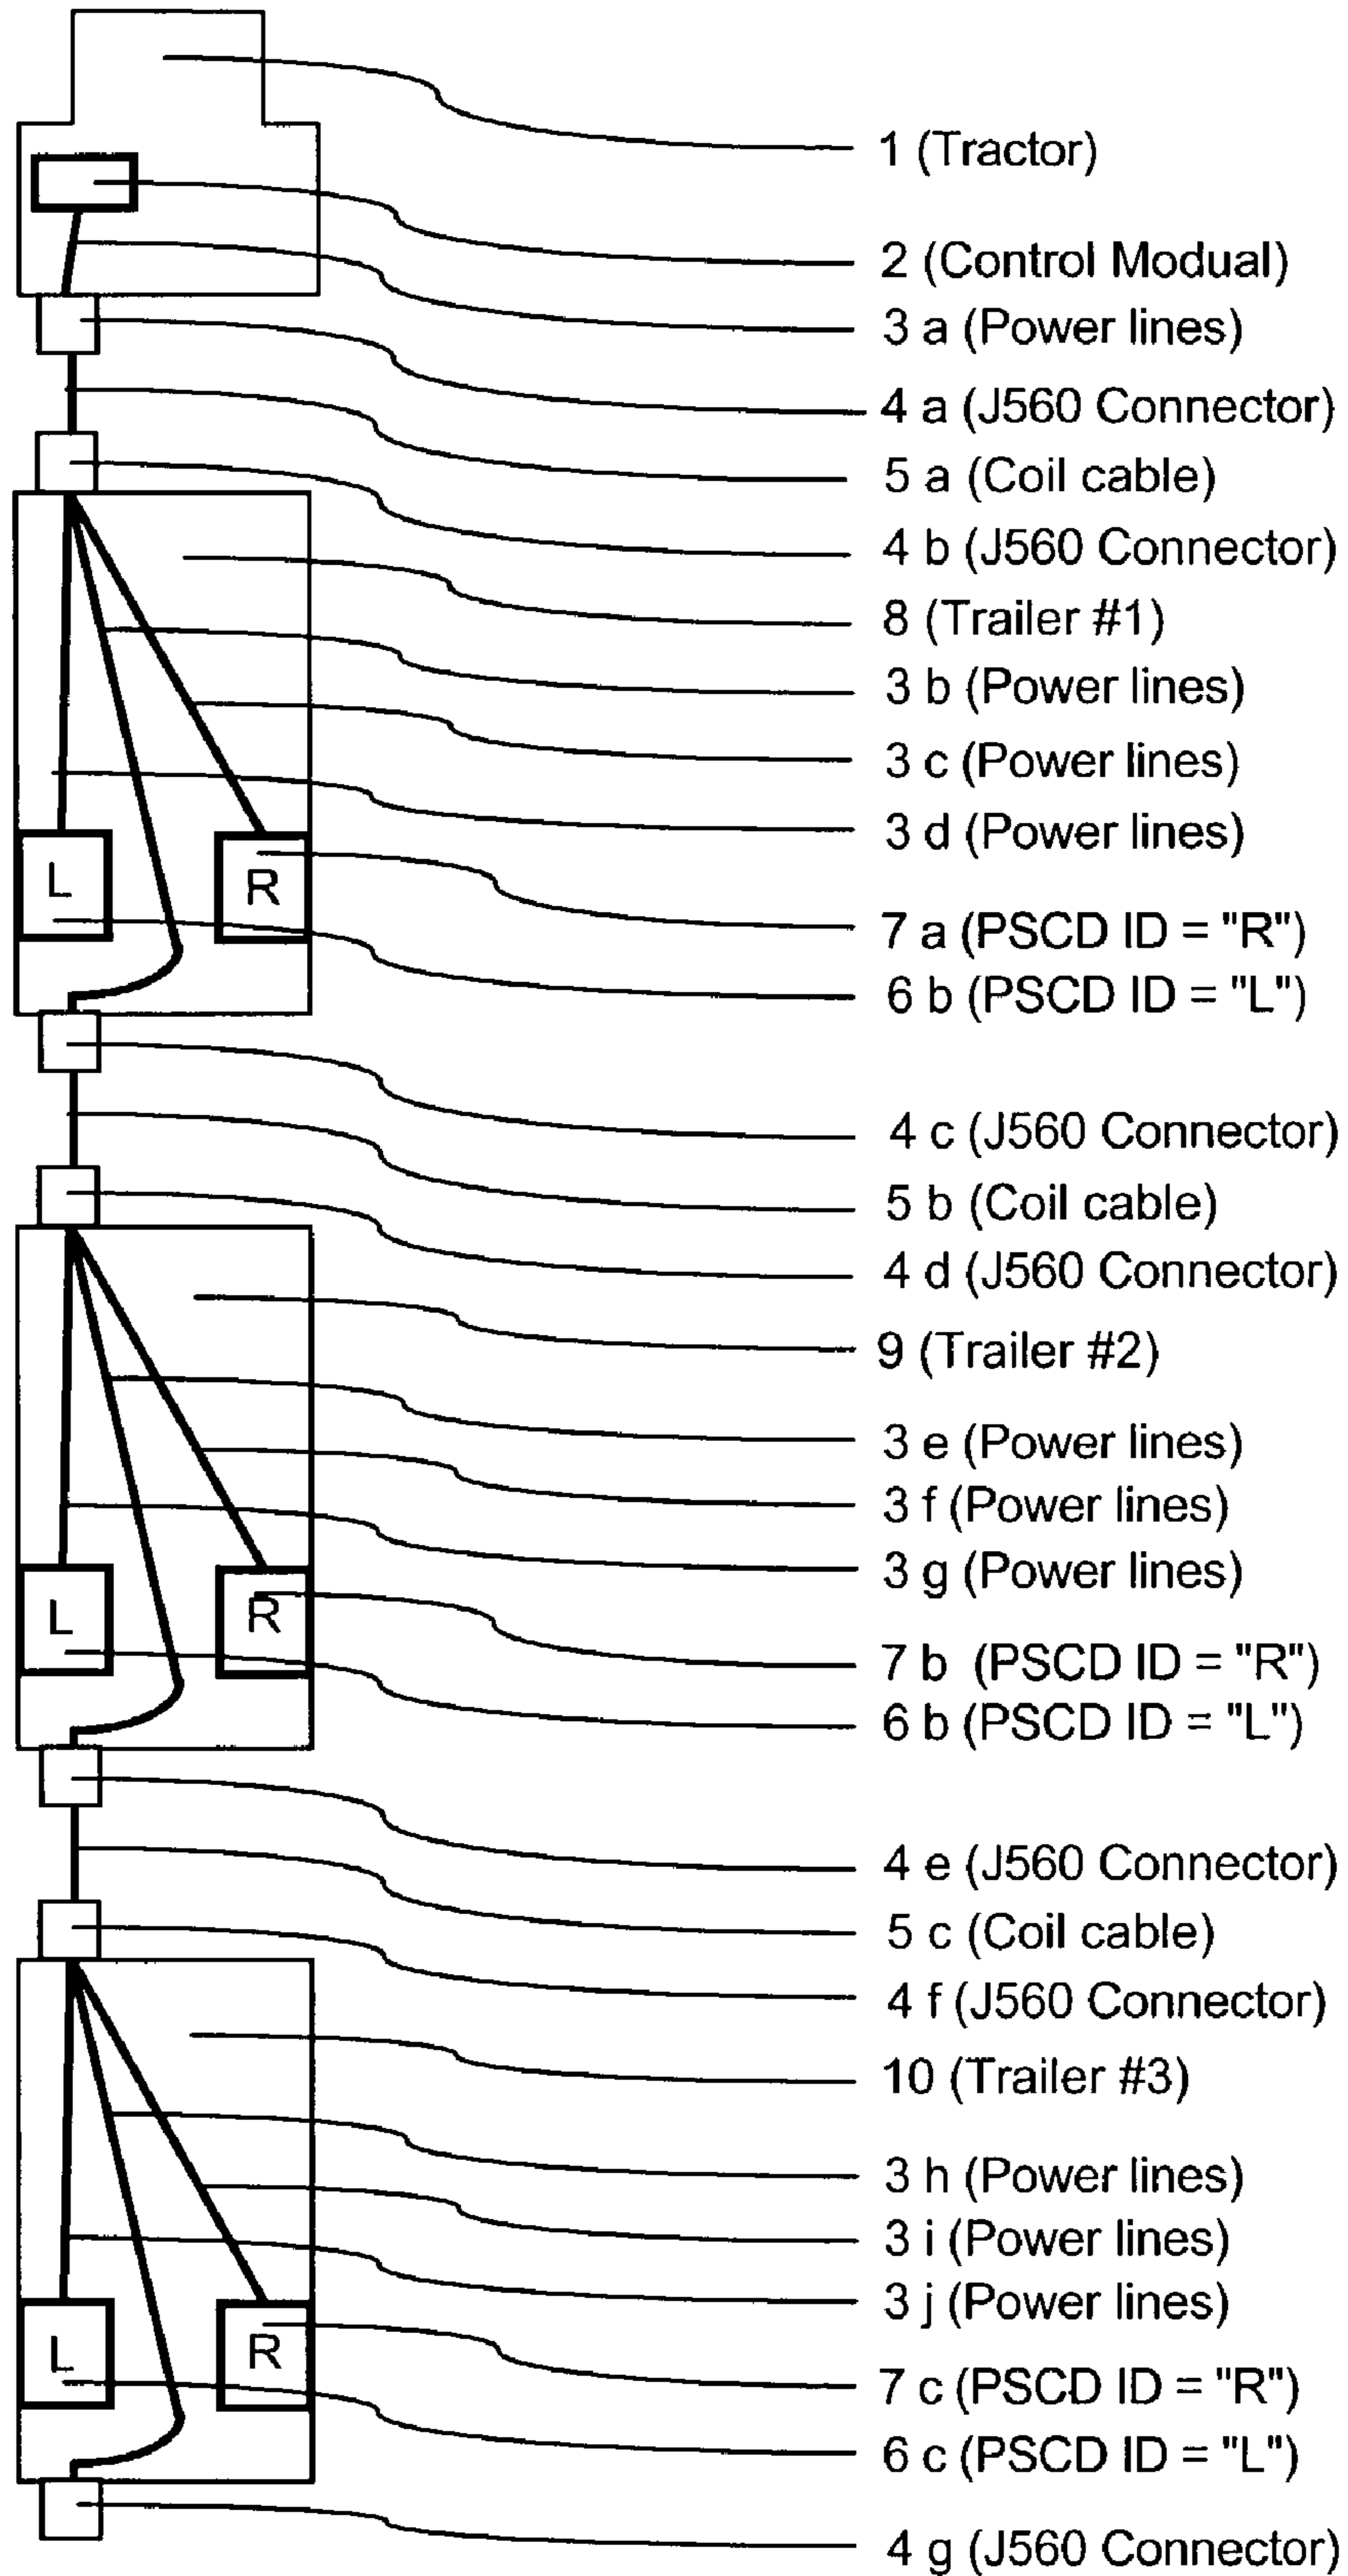 1 (Tractor)
2 (Control Modual)
3 a (Power lines)
4 a (J560 Connector)
5 a (Coil cable)
4 b (J560 Connector)
8 (Trailer #1)
3 b (Power lines)
3 c (Power lines)
3 d (Power lines)
L
R
7 a (PSCD ID = "R")
6 b (PSCD ID = "L")
4 c (J560 Connector)
5 b (Coil cable)
4 d (J560 Connector)
9 (Trailer #2)
3 e (Power lines)
3 f (Power lines)
3 g (Power lines)
L
R
7 b (PSCD ID = "R")
6 b (PSCD ID = "L")
4 e (J560 Connector)
5 c (Coil cable)
4 f (J560 Connector)
10 (Trailer #3)
3 h (Power lines)
3 i (Power lines)
3 j (Power lines)
L
R
7 c (PSCD ID = "R")
6 c (PSCD ID = "L")
4 g (J560 Connector)